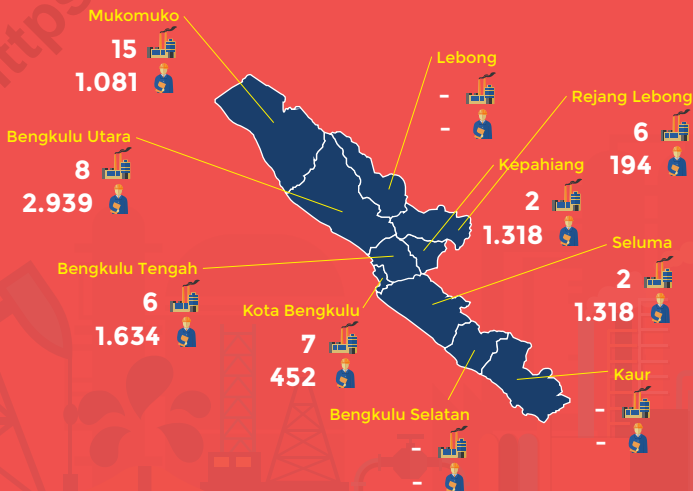 https
Mukomuko
15
1.081
Lebong
-
-
Rejang Lebong
6
194
Bengkulu Utara
8
2.939
Kepahiang
2
1.318
Seluma
2
1.318
Bengkulu Tengah
6
1.634
Kota Bengkulu
7
452
Kaur
-
-
Bengkulu Selatan
-
-